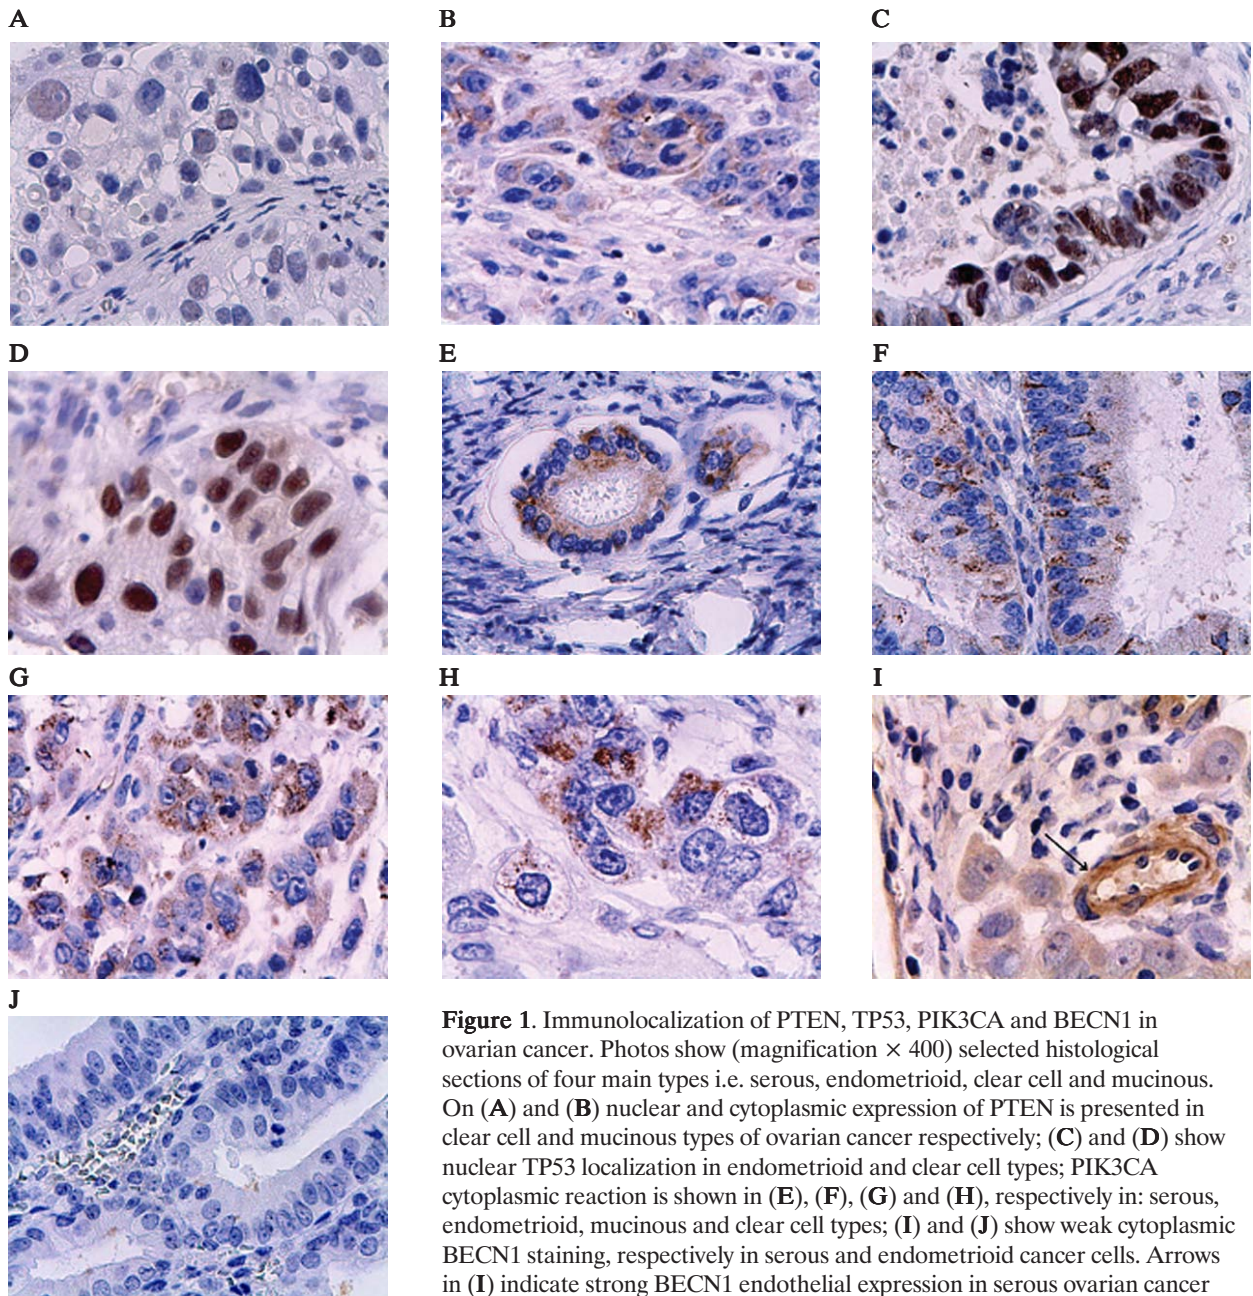 A
B
C
D
E
F
G
H
I
J
Figure 1. Immunolocalization of PTEN, TP53, PIK3CA and BECN1 in
ovarian cancer. Photos show (magnification × 400) selected histological
sections of four main types i.e. serous, endometrioid, clear cell and mucinous.
On (A) and (B) nuclear and cytoplasmic expression of PTEN is presented in
clear cell and mucinous types of ovarian cancer respectively; (C) and (D) show
nuclear TP53 localization in endometrioid and clear cell types; PIK3CA
cytoplasmic reaction is shown in (E), (F), (G) and (H), respectively in: serous,
endometrioid, mucinous and clear cell types; (I) and (J) show weak cytoplasmic
BECN1 staining, respectively in serous and endometrioid cancer cells. Arrows
in (I) indicate strong BECN1 endothelial expression in serous ovarian cancer